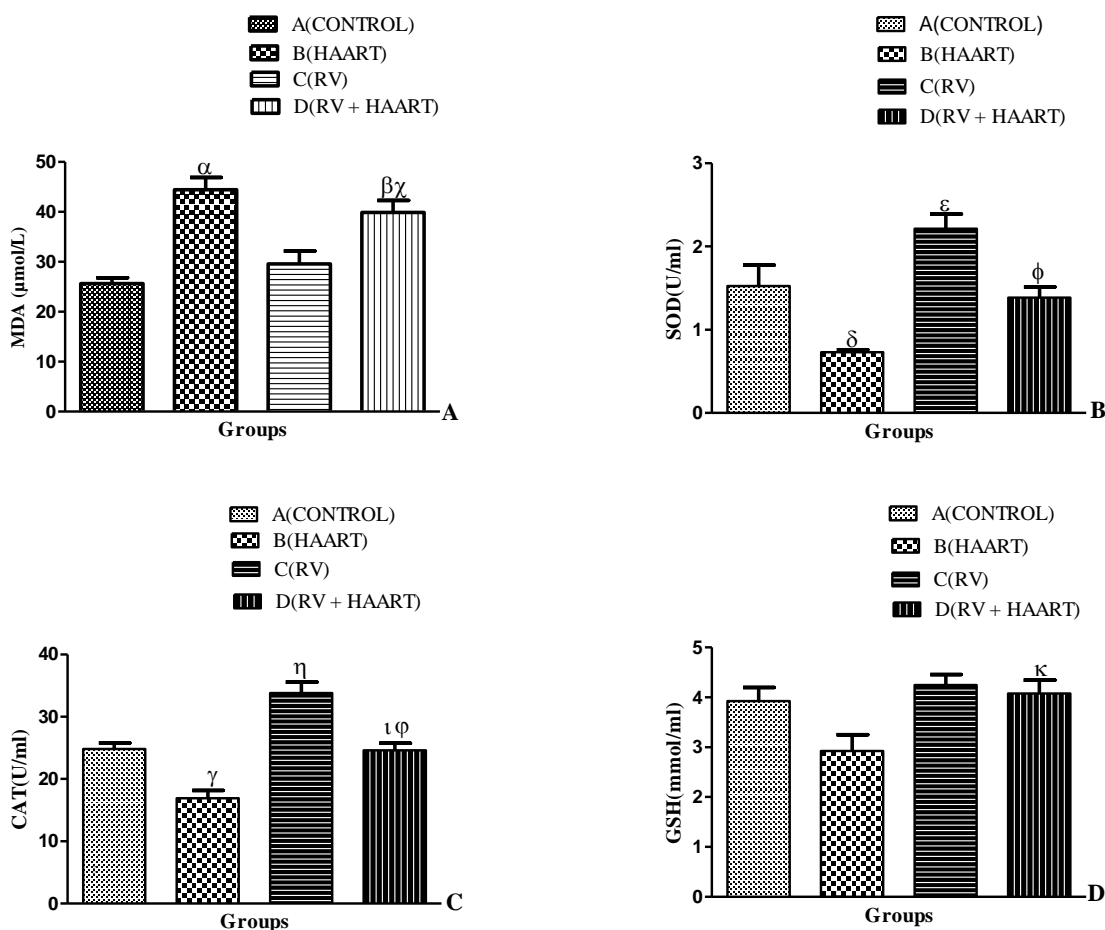 A(CONTROL)
B(HAART)
C(RV)
D(RV + HAART)
50
40
30
20
10
0
MDA (µmol/L)
α
βχ
Groups
A
A(CONTROL)
B(HAART)
C(RV)
D(RV + HAART)
3
2
1
0
SOD(U/ml)
δ
ε
ϕ
Groups
B
A(CONTROL)
B(HAART)
C(RV)
D(RV + HAART)
40
30
20
10
0
CAT(U/ml)
γ
η
ιφ
Groups
C
A(CONTROL)
B(HAART)
C(RV)
D(RV + HAART)
5
4
3
2
1
0
GSH(nmol/ml)
κ
Groups
D